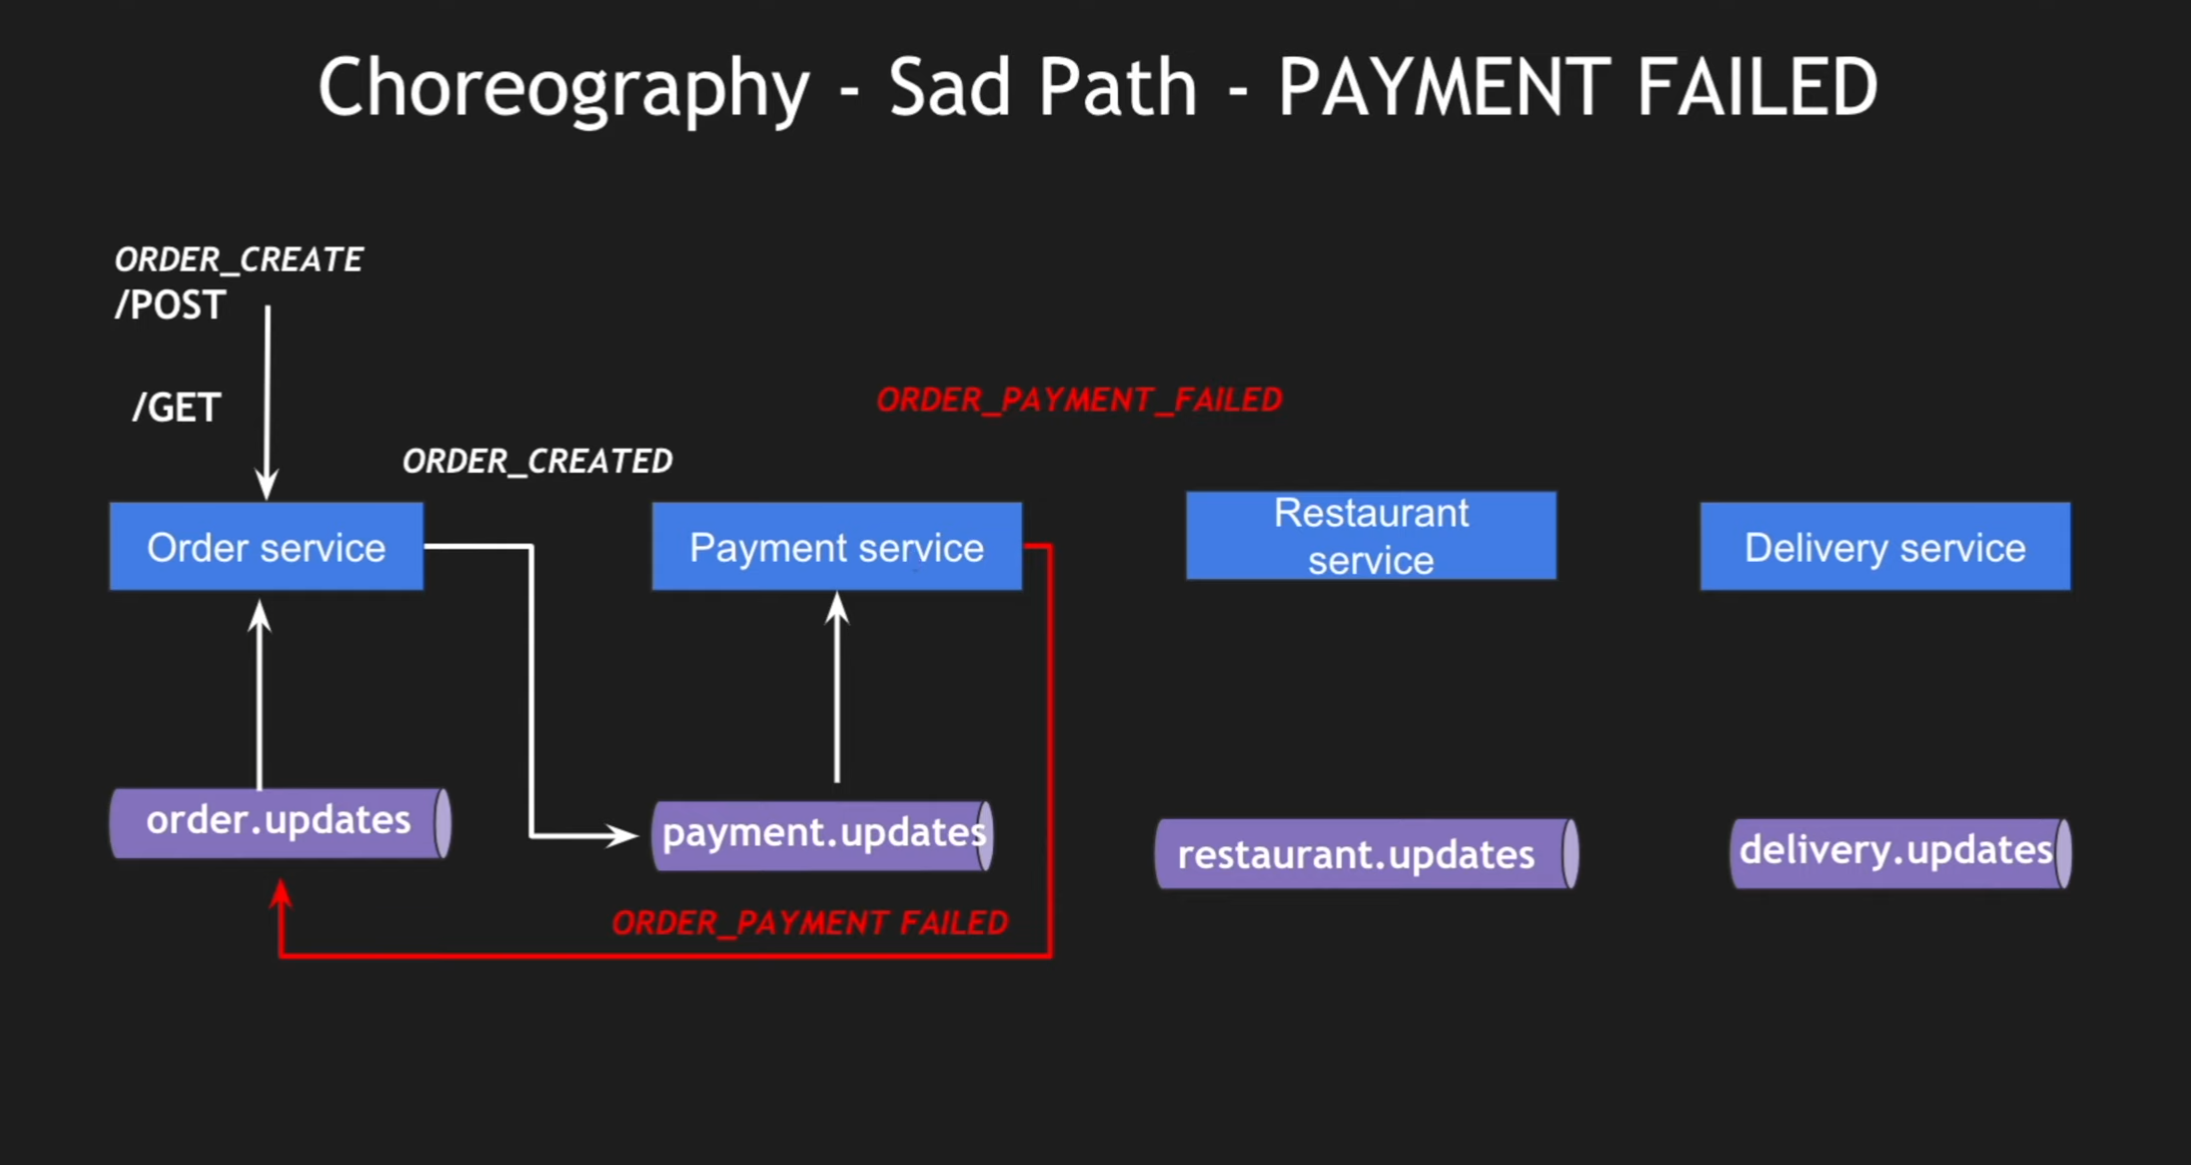 Choreography - Sad Path - PAYMENT FAILED
ORDER_CREATE
/POST
/GET
ORDER_PAYMENT_FAILED
ORDER_CREATED
Order service
Payment service
Restaurant
service
Delivery service
order.updates
payment.updates
restaurant.updates
delivery.updates
ORDER_PAYMENT FAILED